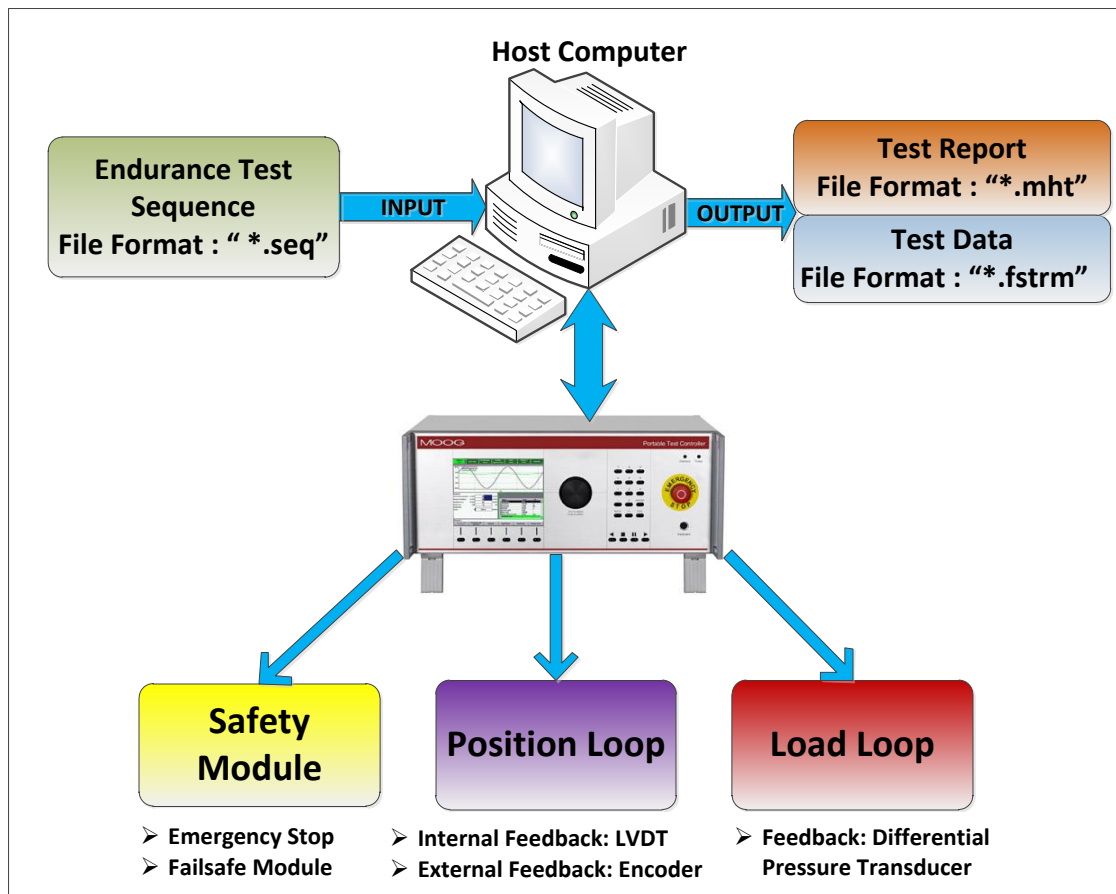 Host Computer
Endurance Test
Sequence
File Format : “ *.seq”
INPUT
OUTPUT
Test Report
File Format : “*.mht”
Test Data
File Format : “*.fstrm”
MOOG
Portable Test Controller
EMERGENCY
STOP
Safety
Module
➢ Emergency Stop
➢ Failsafe Module
Position Loop
➢ Internal Feedback: LVDT
➢ External Feedback: Encoder
Load Loop
➢ Feedback: Differential
Pressure Transducer